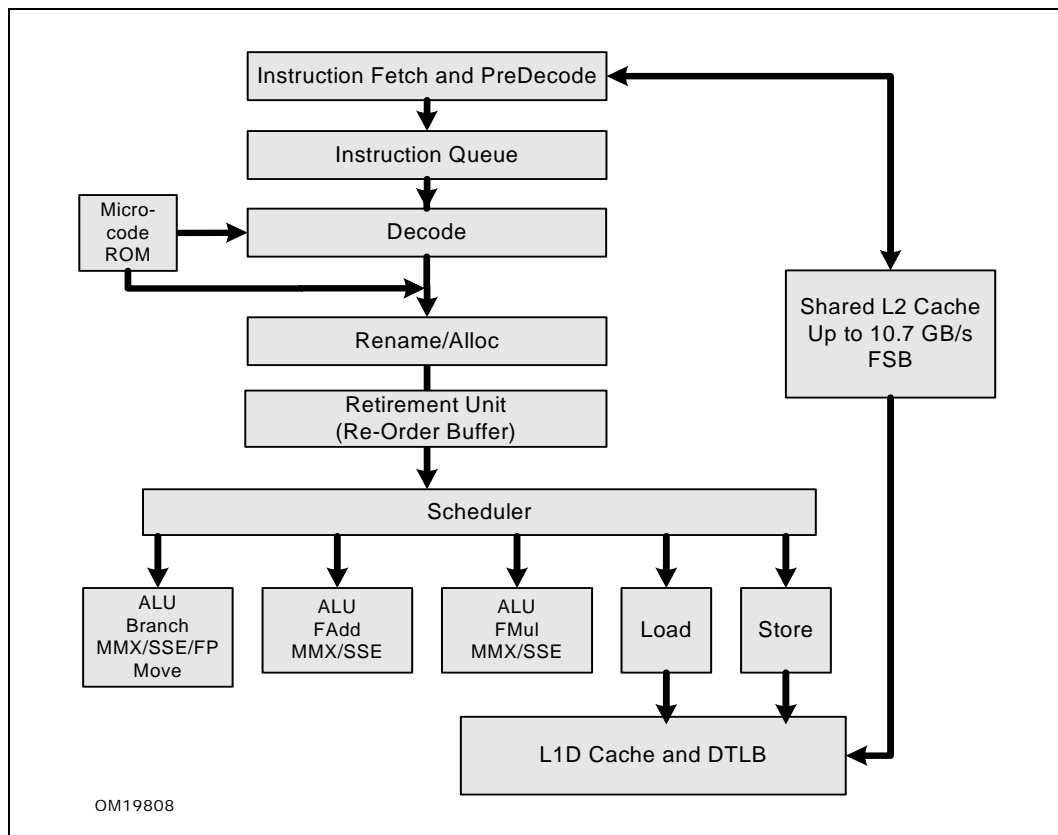 Instruction Fetch and PreDecode
Instruction Queue
Micro-
code
ROM
Decode
Rename/Alloc
Shared L2 Cache
Up to 10.7 GB/s
FSB
Retirement Unit
(Re-Order Buffer)
Scheduler
ALU
Branch
MMX/SSE/FP
Move
ALU
FAdd
MMX/SSE
ALU
FMul
MMX/SSE
Load
Store
L1D Cache and DTLB
OM19808